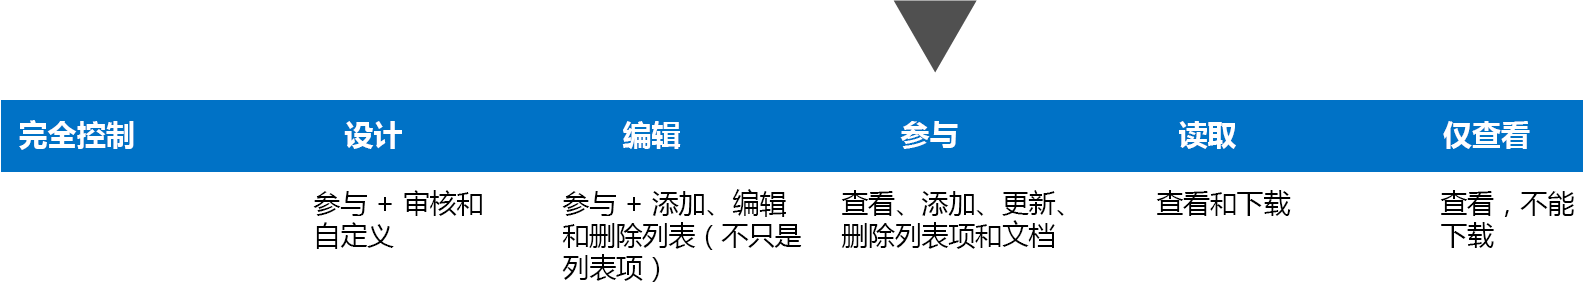 完全控制 设计 编辑 参与 读取 仅查看
参与 + 审核和
自定义
参与 + 添加、编辑
和删除列表（不只是
列表项）
查看、添加、更新、
删除列表项和文档
查看和下载
查看，不能
下载